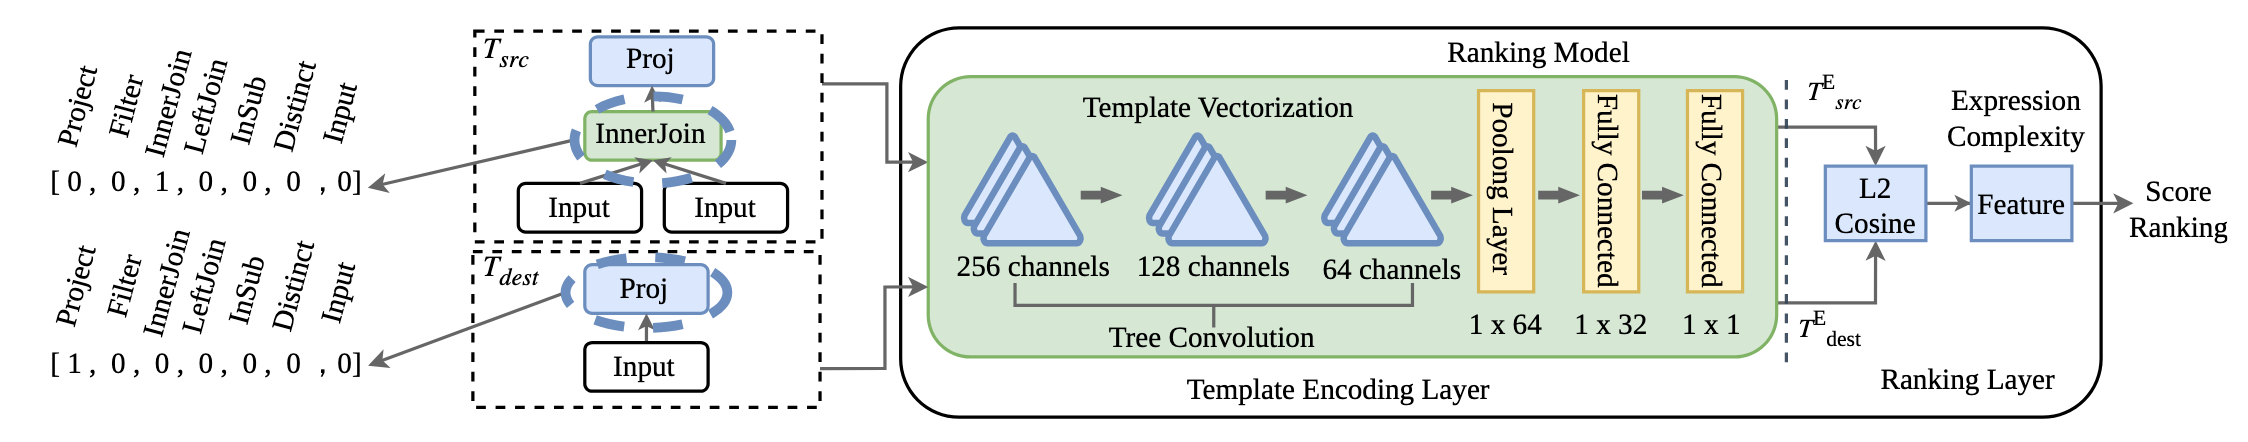 Project Filter InnerJoin LeftJoin InSub Distinct Input
[ 0 , 0 , 1 , 0 , 0 , 0 , 0]
Project Filter InnerJoin LeftJoin InSub Distinct Input
[ 1 , 0 , 0 , 0 , 0 , 0 , 0]
T_src
Proj
InnerJoin
Input Input
T_dest
Proj
Input
Ranking Model
Template Vectorization
256 channels 128 channels 64 channels
Tree Convolution
Poolong Layer
Fully Connected
Fully Connected
1 x 64 1 x 32 1 x 1
Template Encoding Layer
T^E_src
T^E_dest
L2
Cosine
Expression
Complexity
Feature
Ranking Layer
Score
Ranking